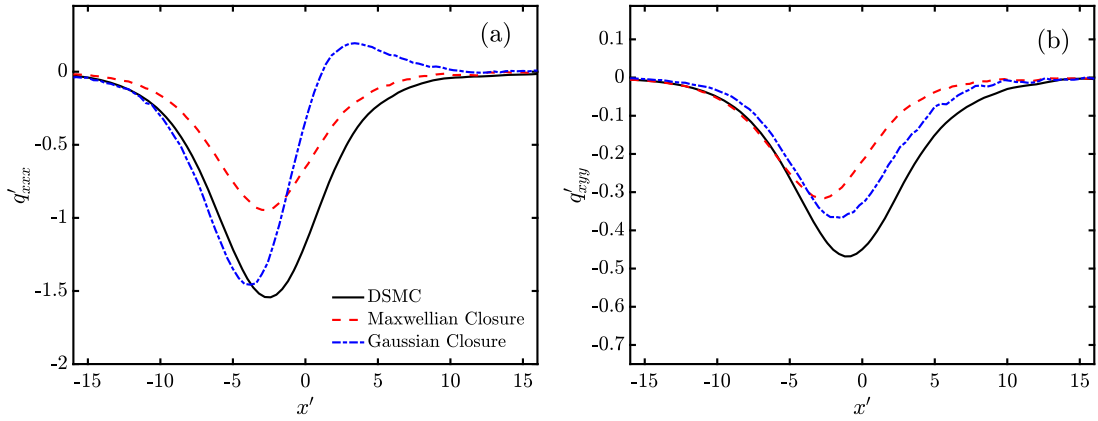 (a)
0
-0.5
-1
-1.5
-2
q′xxx
DSMC
Maxwellian Closure
Gaussian Closure
-15 -10 -5 0 5 10 15
x′
(b)
0.1
0
-0.1
-0.2
-0.3
-0.4
-0.5
-0.6
-0.7
q′xyy
-15 -10 -5 0 5 10 15
x′